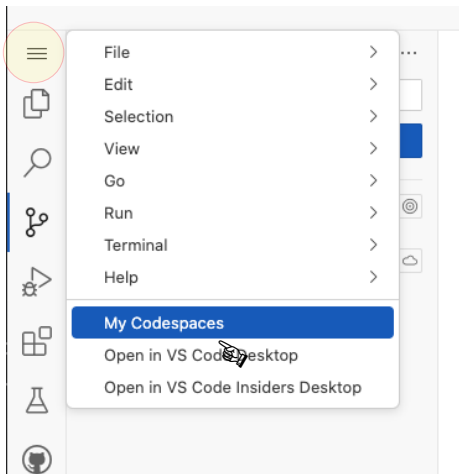 File
Edit
Selection
View
Go
Run
Terminal
Help
My Codespaces
Open in VS Code Desktop
Open in VS Code Insiders Desktop